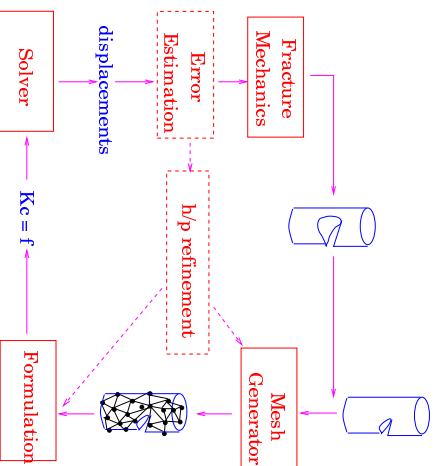 Solver
displacements
Error
Estimation
Fracture
Mechanics
Kc = f
h/p refinement
Formulation
Mesh
Generator